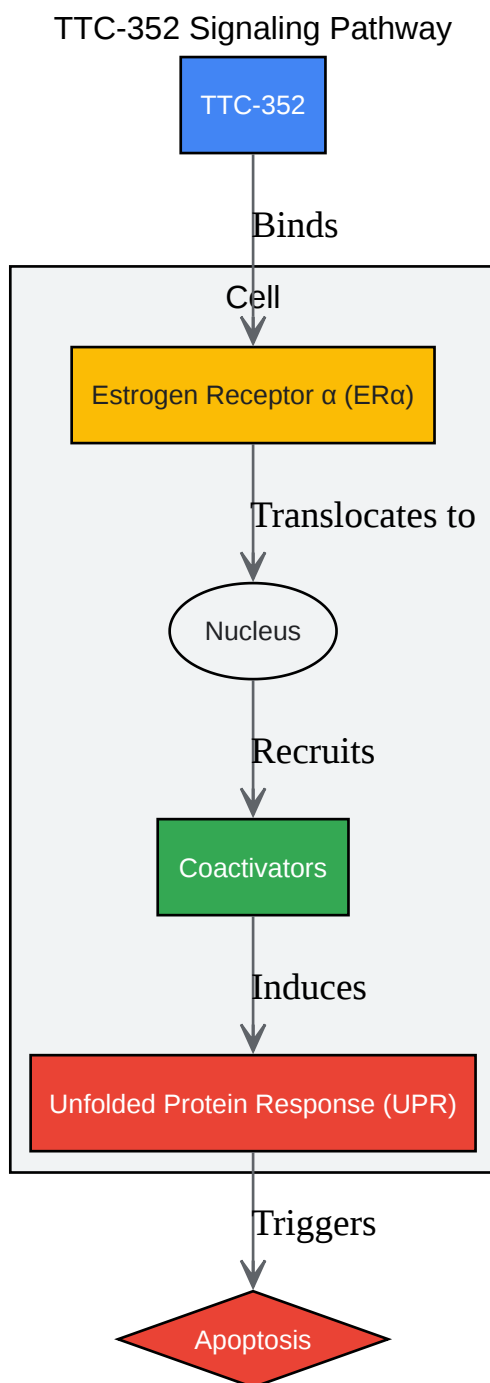 TTC-352 Signaling Pathway
TTC-352
Binds
Cell
Estrogen Receptor α (ERα)
Translocates to
Nucleus
Recruits
Coactivators
Induces
Unfolded Protein Response (UPR)
Triggers
Apoptosis